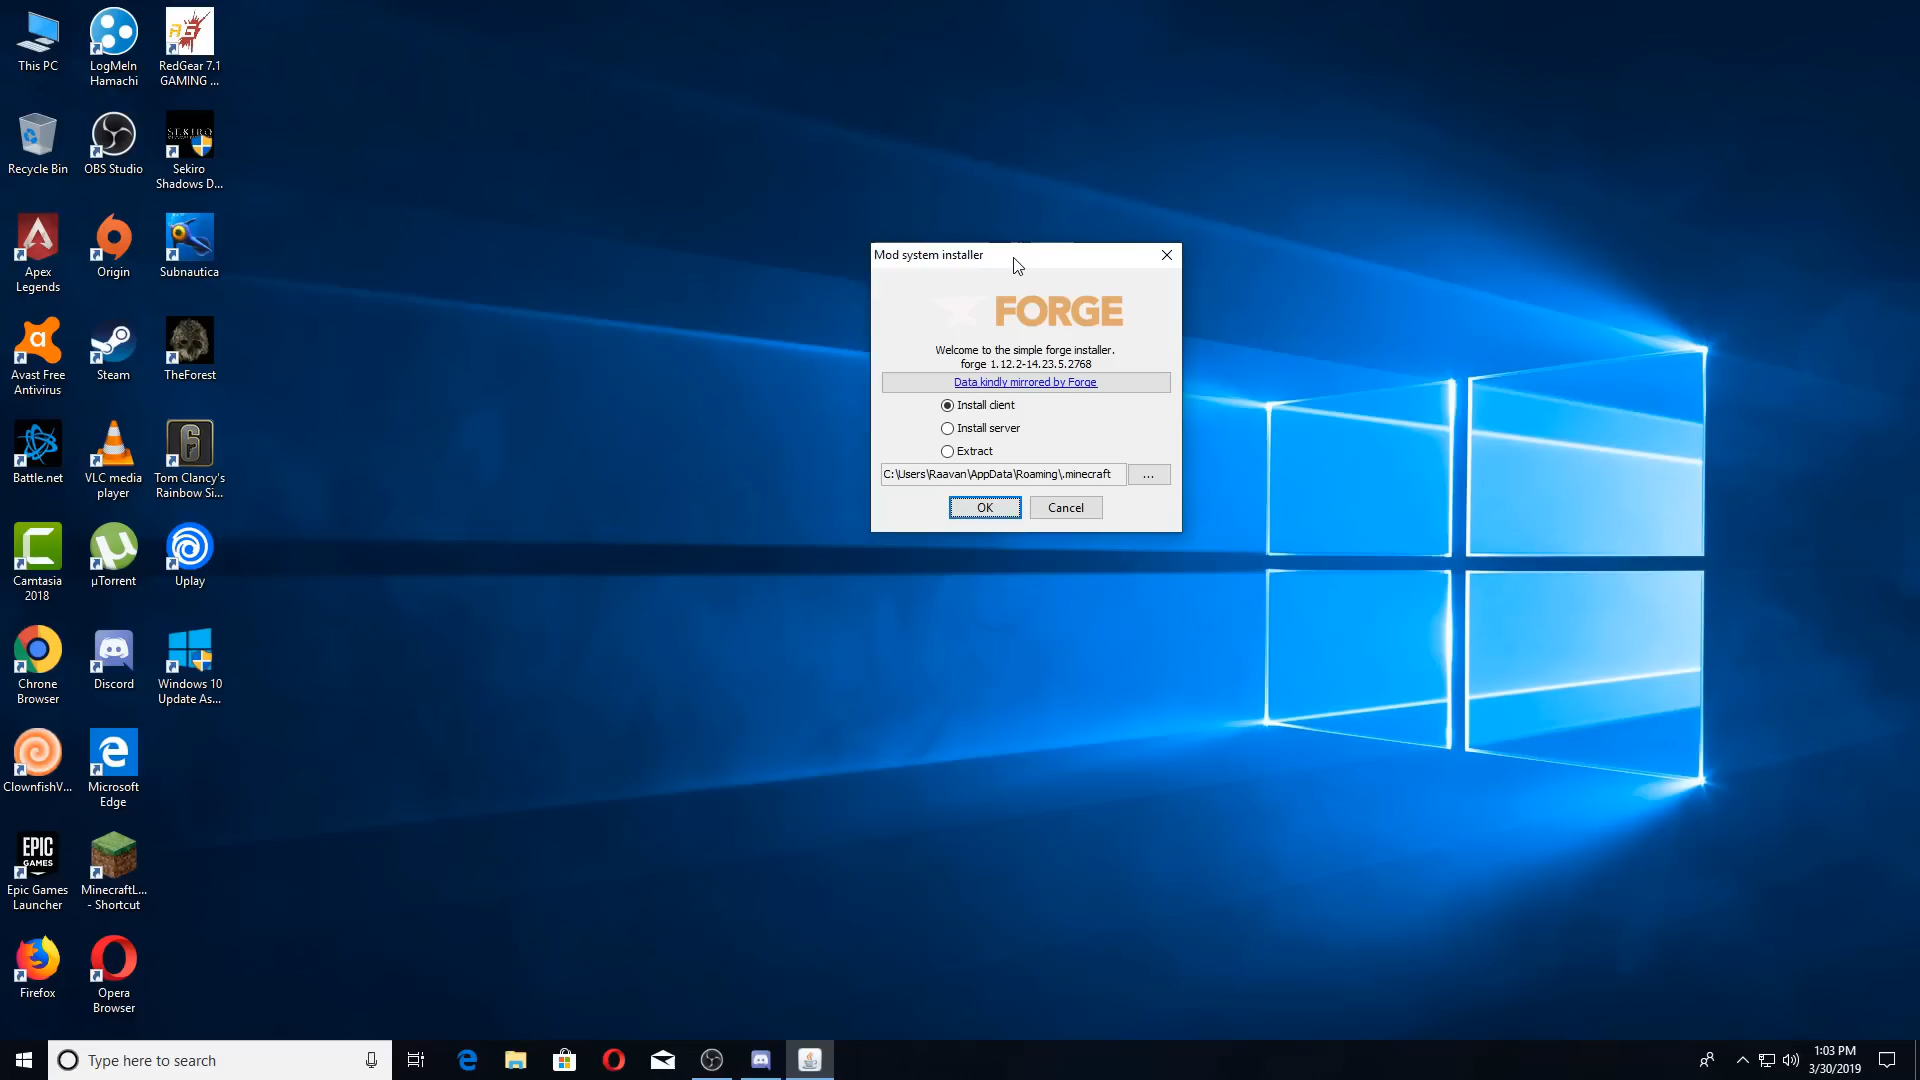 This PC
LogMeIn
Hamachi
RedGear 7.1
GAMING ...
Recycle Bin
OBS Studio
SEKIRO
Sekiro
Shadows D...
Apex
Legends
Origin
Subnautica
Avast Free
Antivirus
Steam
TheForest
Battle.net
VLC media
player
6
Tom Clancy's
Rainbow Si...
Camtasia
2018
µTorrent
Uplay
Chrome
Browser
Discord
Windows 10
Update As...
ClownfishV...
Microsoft
Edge
EPIC
GAMES
Epic Games
Launcher
MinecraftL...
- Shortcut
Firefox
Opera
Browser
Mod system installer
FORGE
Welcome to the simple forge installer.
forge 1.12.2-14.23.5.2768
Data kindly mirrored by Forge
Install client
Install server
Extract
C:\Users\Raavan\AppData\Roaming\.minecraft
...
OK
Cancel
Type here to search
1:03 PM
3/30/2019